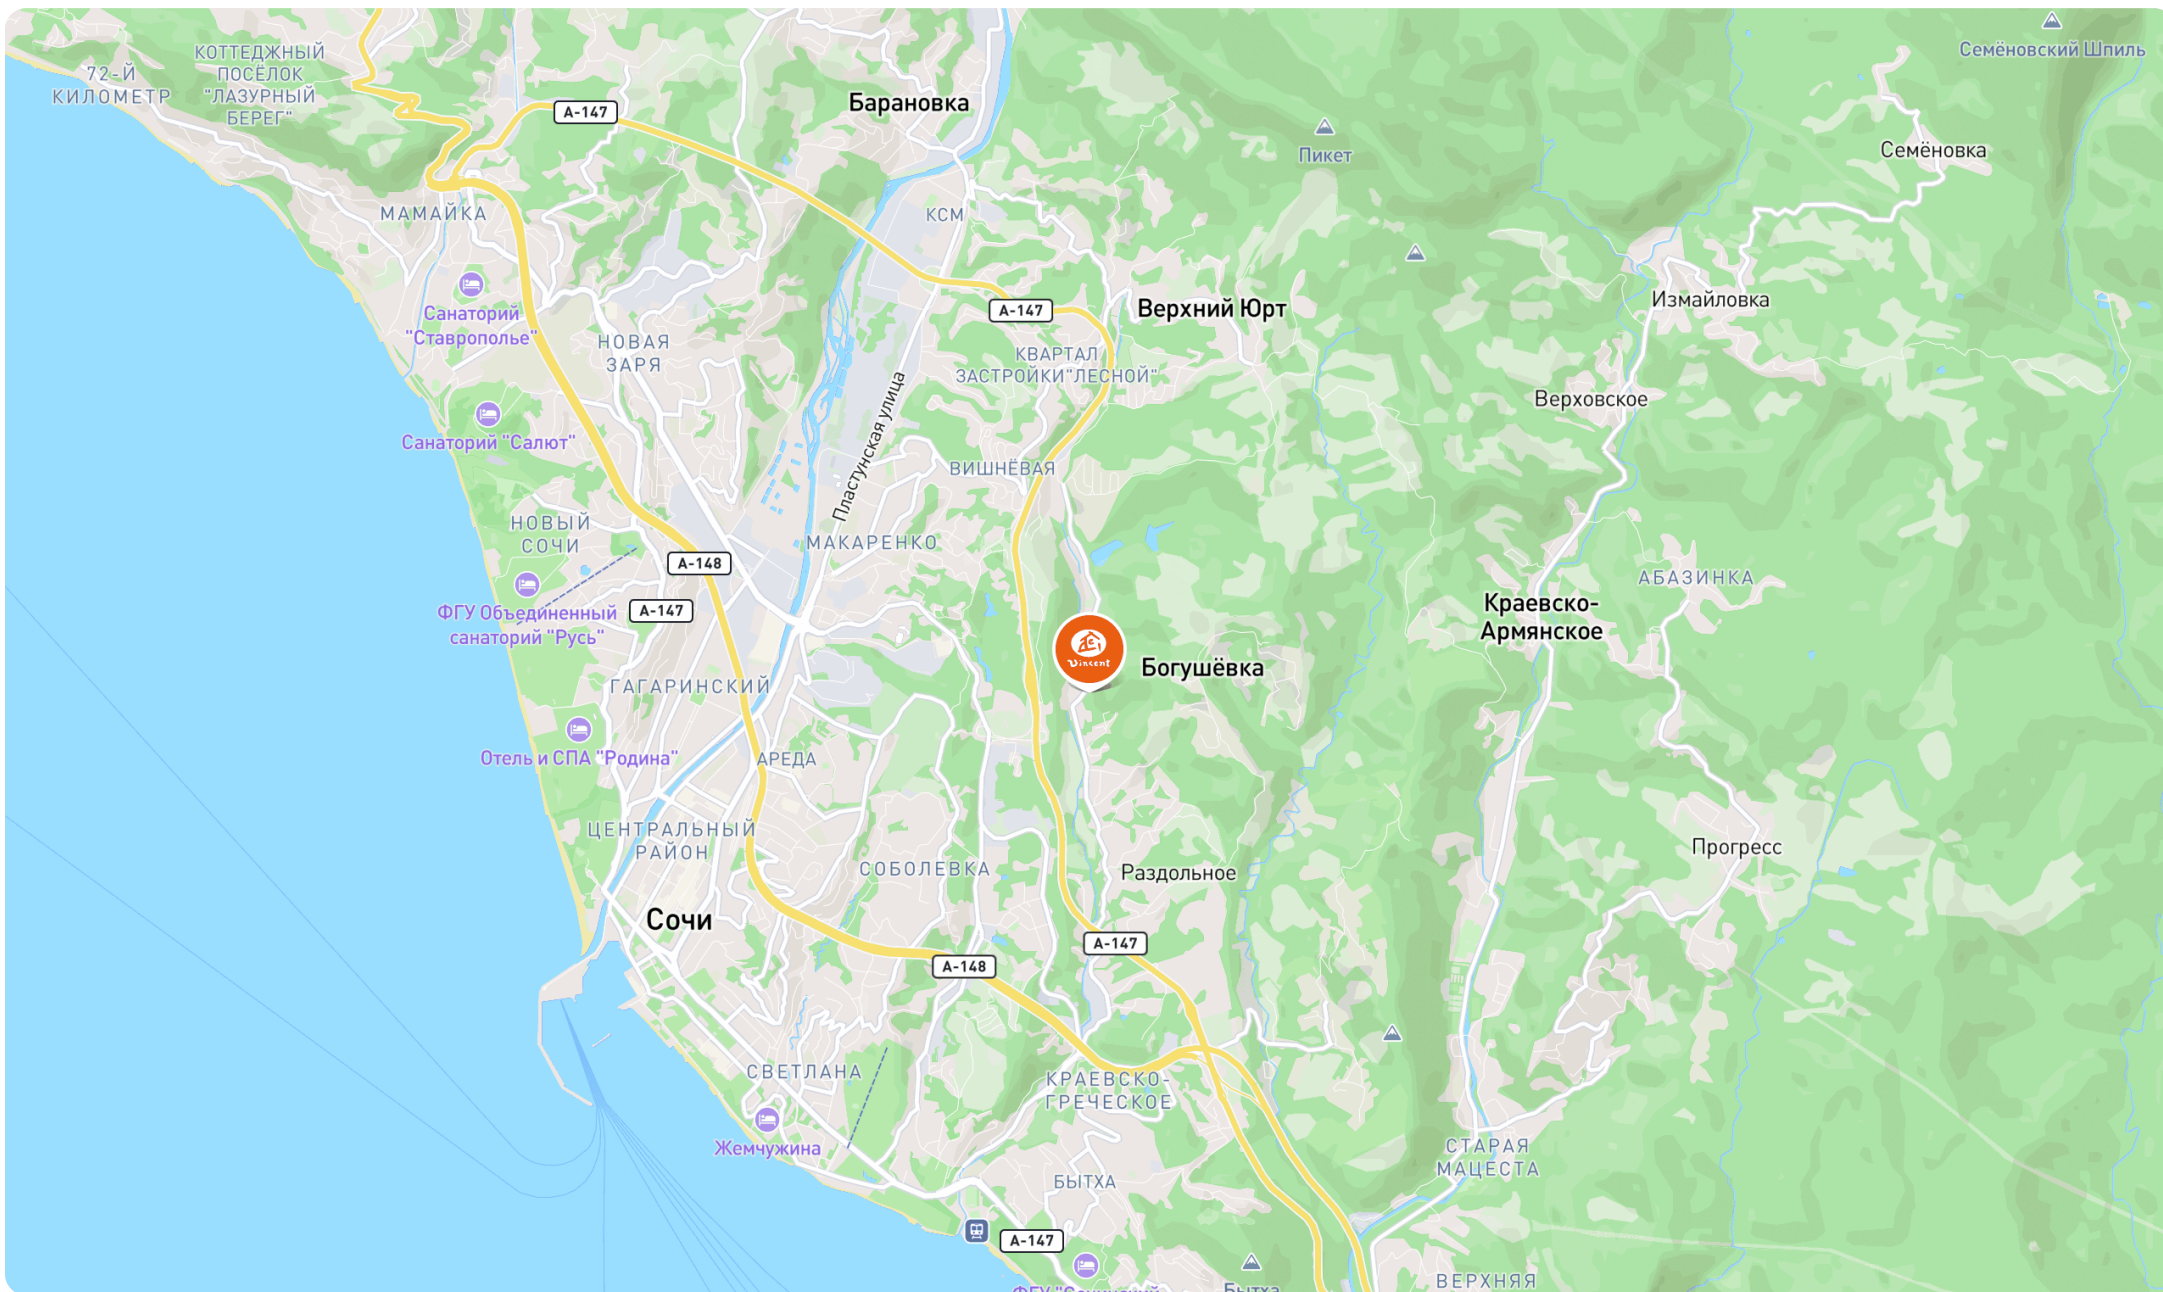 КОТТЕДЖНЫЙ
ПОСЁЛОК
"ЛАЗУРНЫЙ
БЕРЕГ"
72-Й
КИЛОМЕТР
Семёновский Шпиль
А-147
Барановка
Пикет
Семёновка
МАМАЙКА
КСМ
Санаторий
"Ставрополье"
А-147
Верхний Юрт
Измайловка
НОВАЯ
ЗАРЯ
КВАРТАЛ
ЗАСТРОЙКИ"ЛЕСНОЙ"
Верховское
Санаторий "Салют"
Пластунская улица
ВИШНЁВАЯ
НОВЫЙ
СОЧИ
МАКАРЕНКО
А-148
АБАЗИНКА
ФГУ Объединенный
санаторий "Русь"
А-147
Краевско-
Армянское
Vincent
Богушёвка
ГАГАРИНСКИЙ
Отель и СПА "Родина"
АРЕДА
ЦЕНТРАЛЬНЫЙ
РАЙОН
СОБОЛЕВКА
Раздольное
Прогресс
Сочи
А-147
А-148
СВЕТЛАНА
КРАЕВСКО-
ГРЕЧЕСКОЕ
Жемчужина
СТАРАЯ
МАЦЕСТА
БЫТХА
А-147
ФГУ "Сочинский
Бытха
ВЕРХНЯЯ